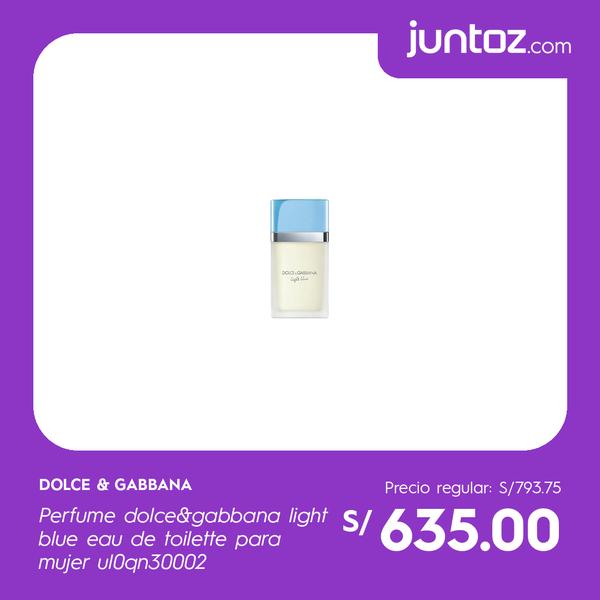 juntoz.com
DOLCE & GABBANA
light blue
DOLCE & GABBANA
Perfume dolce&gabbana light
blue eau de toilette para
mujer ul0qn30002
Precio regular: S/793.75
S/ 635.00